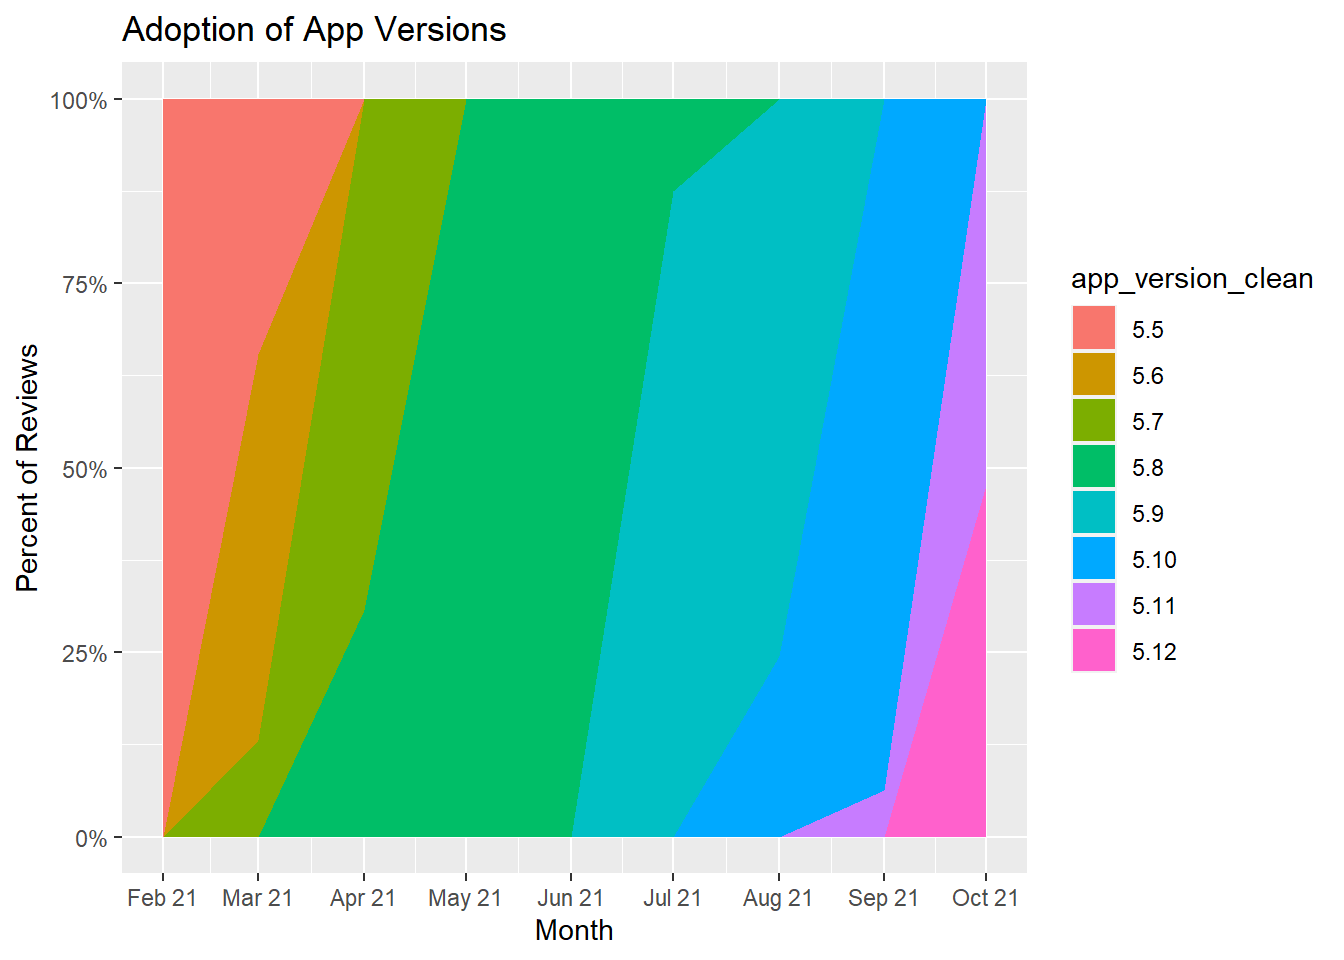 Adoption of App Versions
Percent of Reviews
100%
75%
50%
25%
0%
Feb 21 Mar 21 Apr 21 May 21 Jun 21 Jul 21 Aug 21 Sep 21 Oct 21
Month
app_version_clean
5.5
5.6
5.7
5.8
5.9
5.10
5.11
5.12